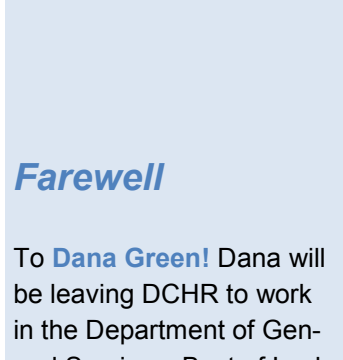 Farewell
To Dana Green! Dana will
be leaving DCHR to work
in the Department of Gen-